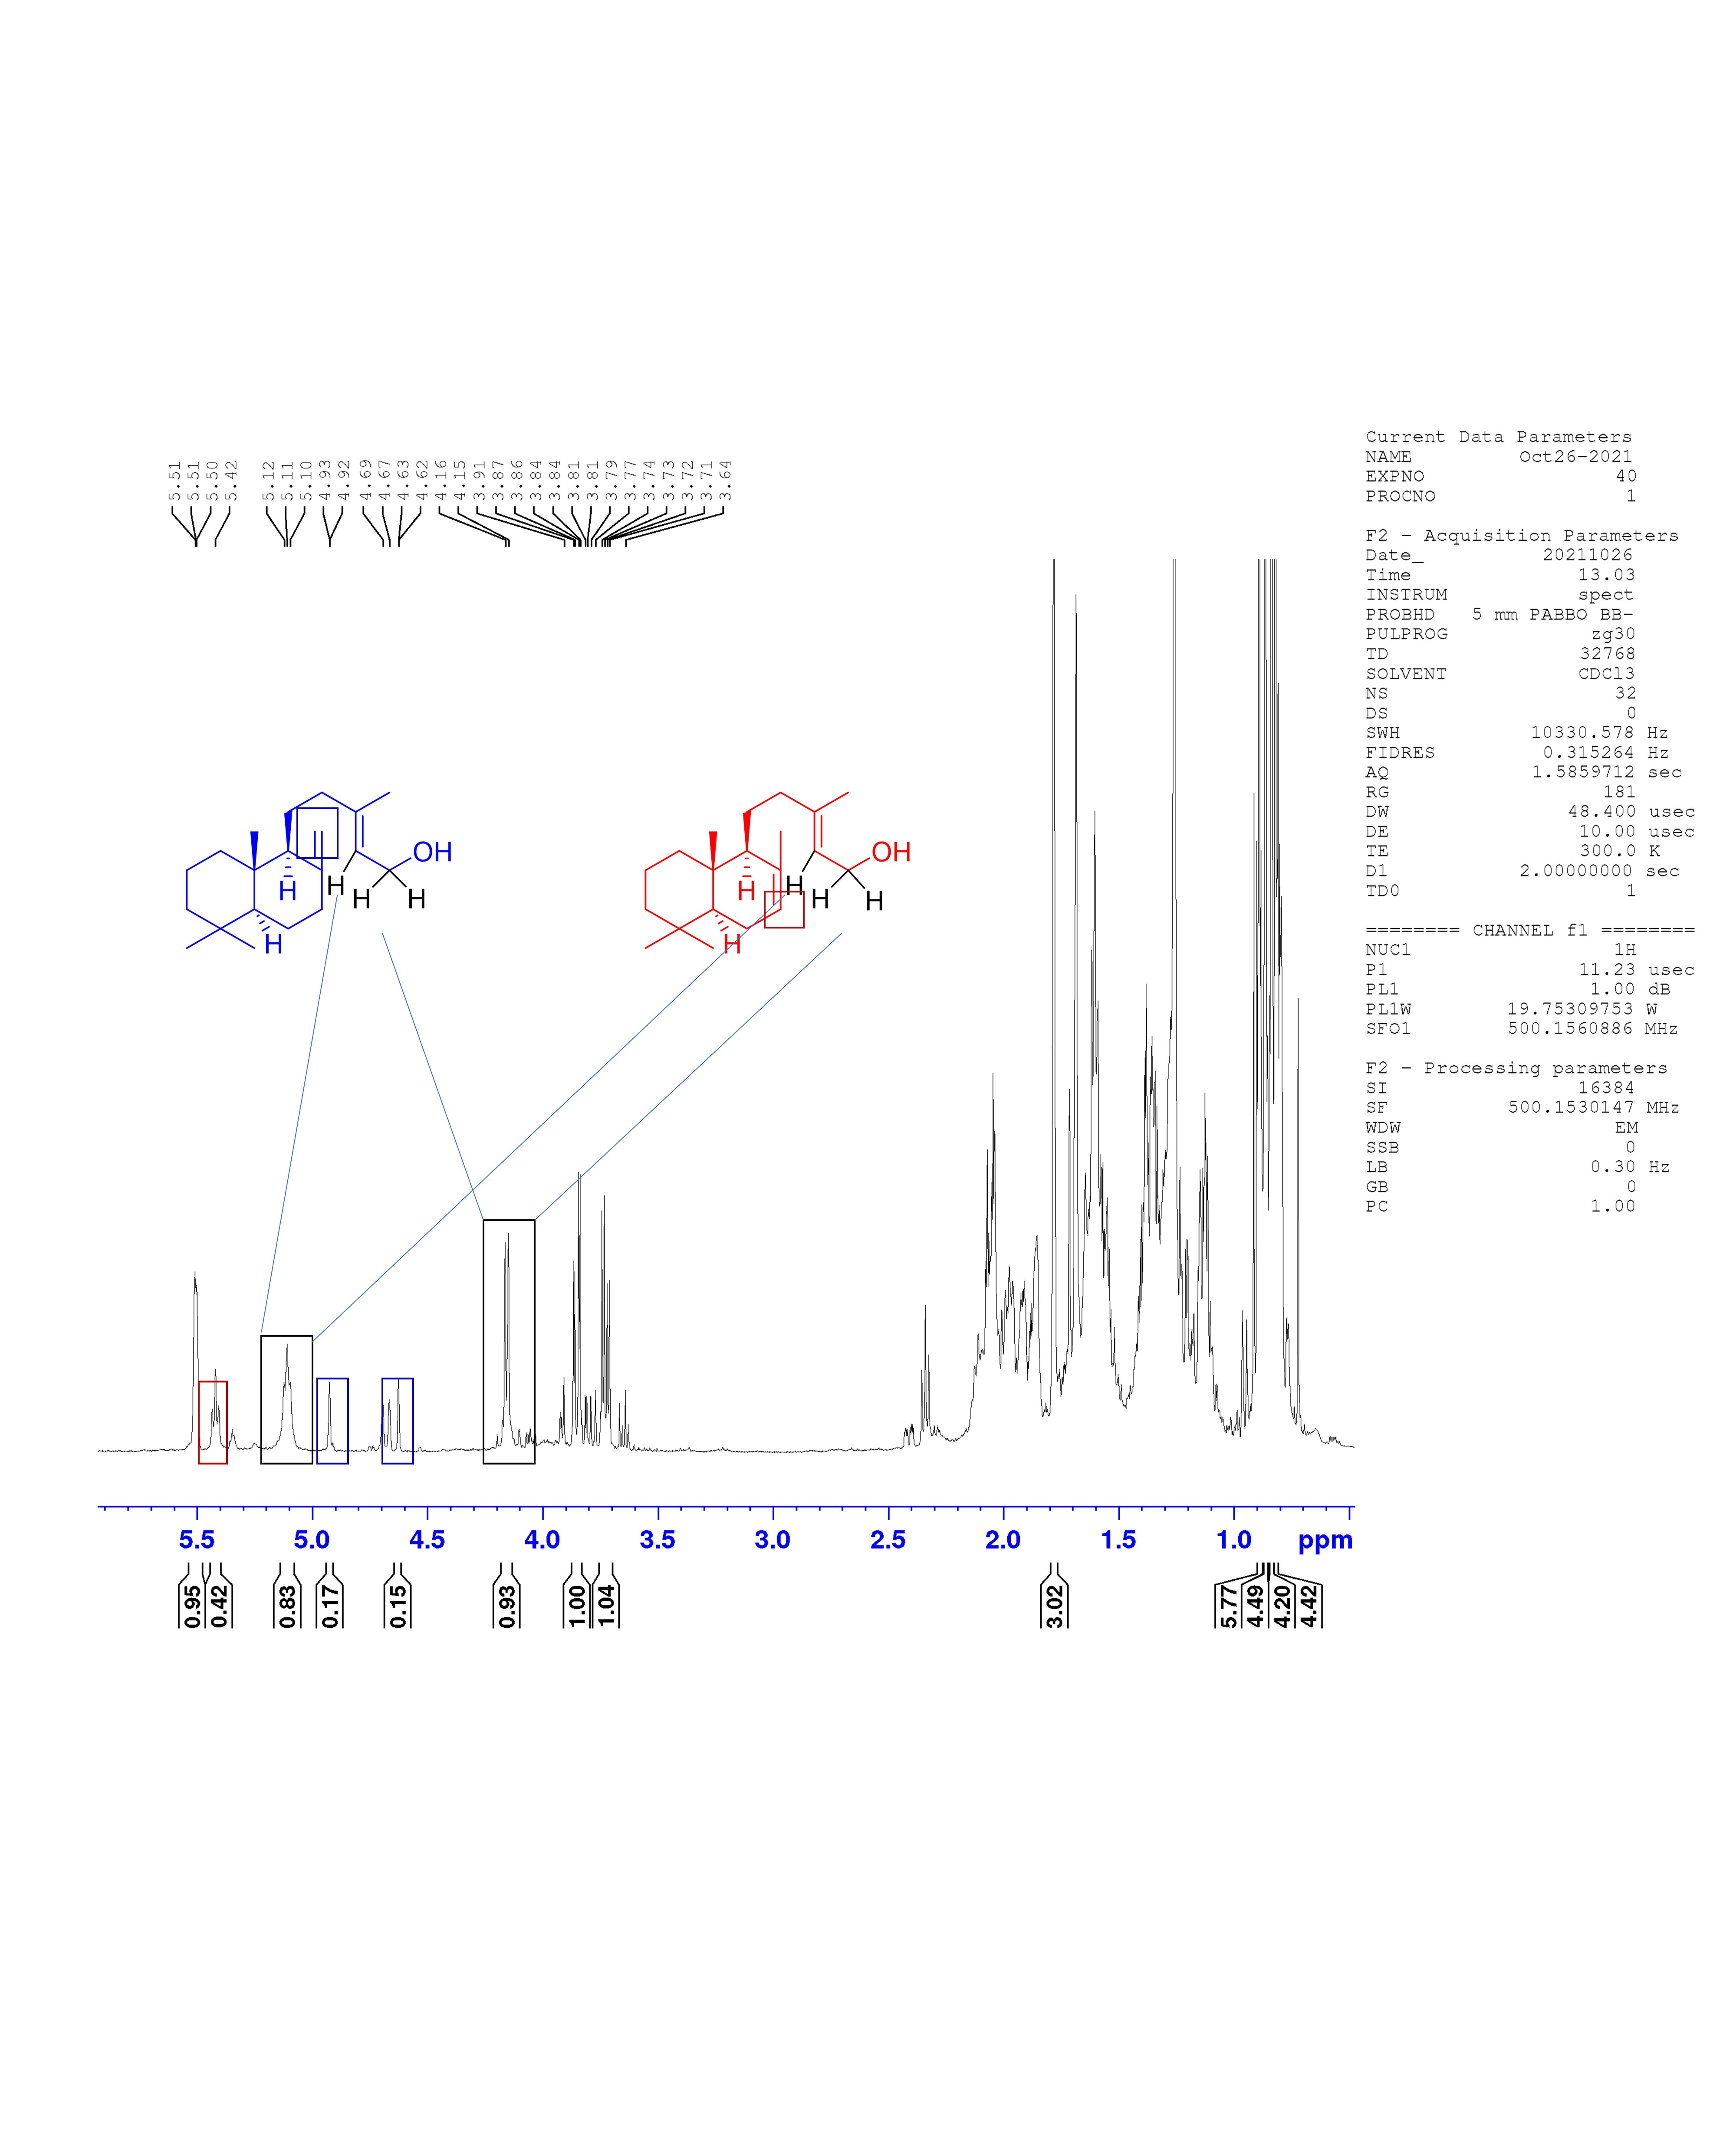 5.51
5.51
5.50
5.42
5.12
5.11
5.10
4.93
4.92
4.69
4.67
4.63
4.62
4.16
4.15
3.91
3.87
3.86
3.84
3.84
3.81
3.81
3.79
3.77
3.74
3.73
3.72
3.71
3.64
Current Data Parameters
NAME Oct26-2021
EXPNO 40
PROCNO 1
F2 - Acquisition Parameters
Date_ 20211026
Time 13.03
INSTRUM spect
PROBHD 5 mm PABBO BB-
PULPROG zg30
TD 32768
SOLVENT CDCl3
NS 32
DS 0
SWH 10330.578 Hz
FIDRES 0.315264 Hz
AQ 1.5859712 sec
RG 181
DW 48.400 usec
DE 10.00 usec
TE 300.0 K
D1 2.00000000 sec
TD0 1
======== CHANNEL f1 ========
NUC1 1H
P1 11.23 usec
PL1 1.00 dB
PL1W 19.75309753 W
SFO1 500.1560886 MHz
F2 - Processing parameters
SI 16384
SF 500.1530147 MHz
WDW EM
SSB 0
LB 0.30 Hz
GB 0
PC 1.00
OH
H
H
H H
H
OH
H
H
H H
H
5.5 5.0 4.5 4.0 3.5 3.0 2.5 2.0 1.5 1.0 ppm
0.95
0.42
0.83
0.17
0.15
0.93
1.00
1.04
3.02
5.77
4.49
4.20
4.42